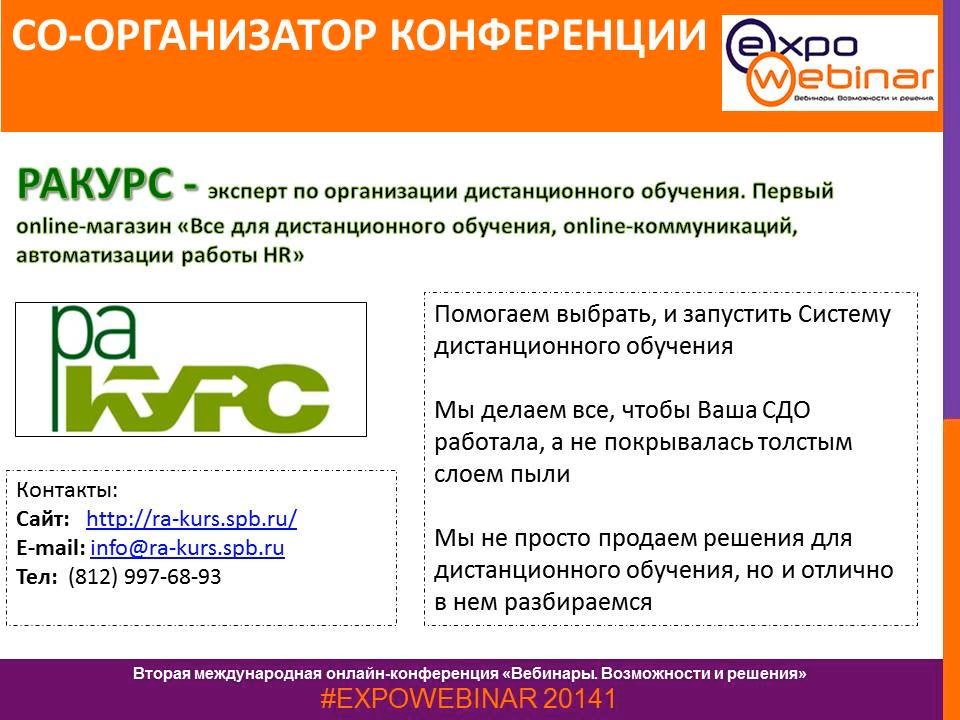 СО-ОРГАНИЗАТОР КОНФЕРЕНЦИИ
expo
webinar
Вебинары. Возможности и решения.
РАКУРС - эксперт по организации дистанционного обучения. Первый
online-магазин «Все для дистанционного обучения, online-коммуникаций,
автоматизации работы HR»
ра
курс
Контакты:
Сайт: http://ra-kurs.spb.ru/
E-mail: info@ra-kurs.spb.ru
Тел: (812) 997-68-93
Помогаем выбрать, и запустить Систему
дистанционного обучения
Мы делаем все, чтобы Ваша СДО
работала, а не покрывалась толстым
слоем пыли
Мы не просто продаем решения для
дистанционного обучения, но и отлично
в нем разбираемся
Вторая международная онлайн-конференция «Вебинары. Возможности и решения»
#EXPOWEBINAR 20141